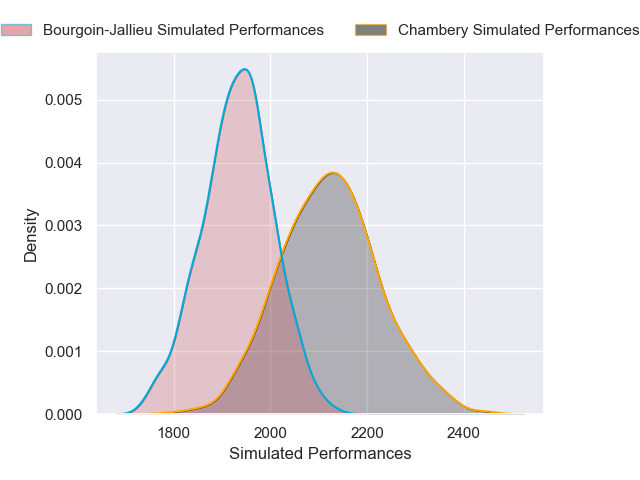 Bourgoin-Jallieu Simulated Performances
Chambery Simulated Performances
0.005
0.004
0.003
0.002
0.001
0.000
Density
1800
2000
2200
2400
Simulated Performances